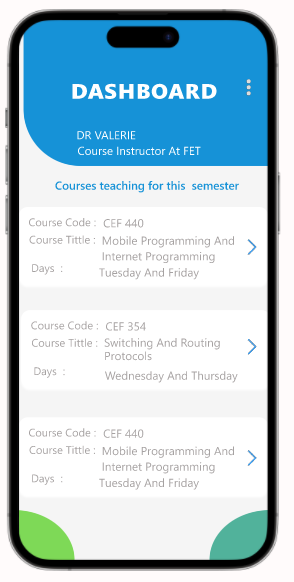 DASHBOARD
DR VALERIE
Course Instructor At FET
Courses teaching for this semester
Course Code : CEF 440
Course Tittle : Mobile Programming And
Internet Programming
Days : Tuesday And Friday
Course Code : CEF 354
Course Tittle : Switching And Routing
Protocols
Days : Wednesday And Thursday
Course Code : CEF 440
Course Tittle : Mobile Programming And
Internet Programming
Days : Tuesday And Friday